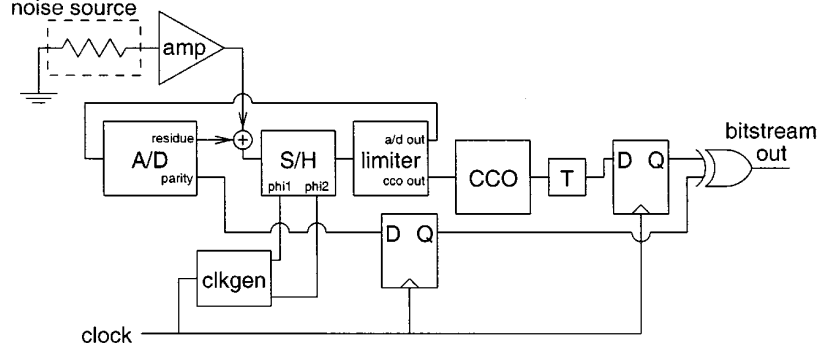 noise source
amp
residue
A/D
parity
+
S/H
phi1 phi2
a/d out
limiter
cco out
CCO
T
D Q
bitstream
out
D Q
clkgen
clock